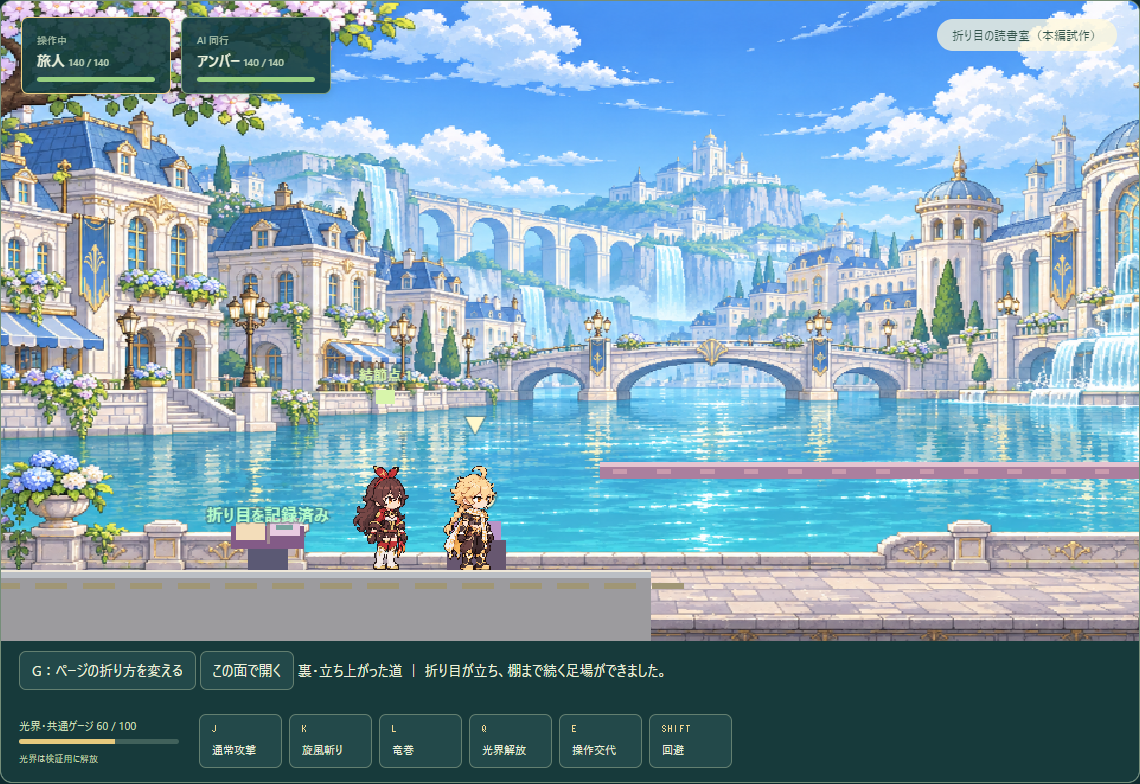 操作中
旅人 140 / 140
AI 同行
アンバー 140 / 140
折り目の読書室（本編試作）
結節点
折り目を記録済み
G：ページの折り方を変える
この面で開く
裏・立ち上がった道 ｜ 折り目が立ち、棚まで続く足場ができました。
光界・共通ゲージ 60 / 100
光界は検証用に解放
J
通常攻撃
K
旋風斬り
L
竜巻
Q
光界解放
E
操作交代
SHIFT
回避